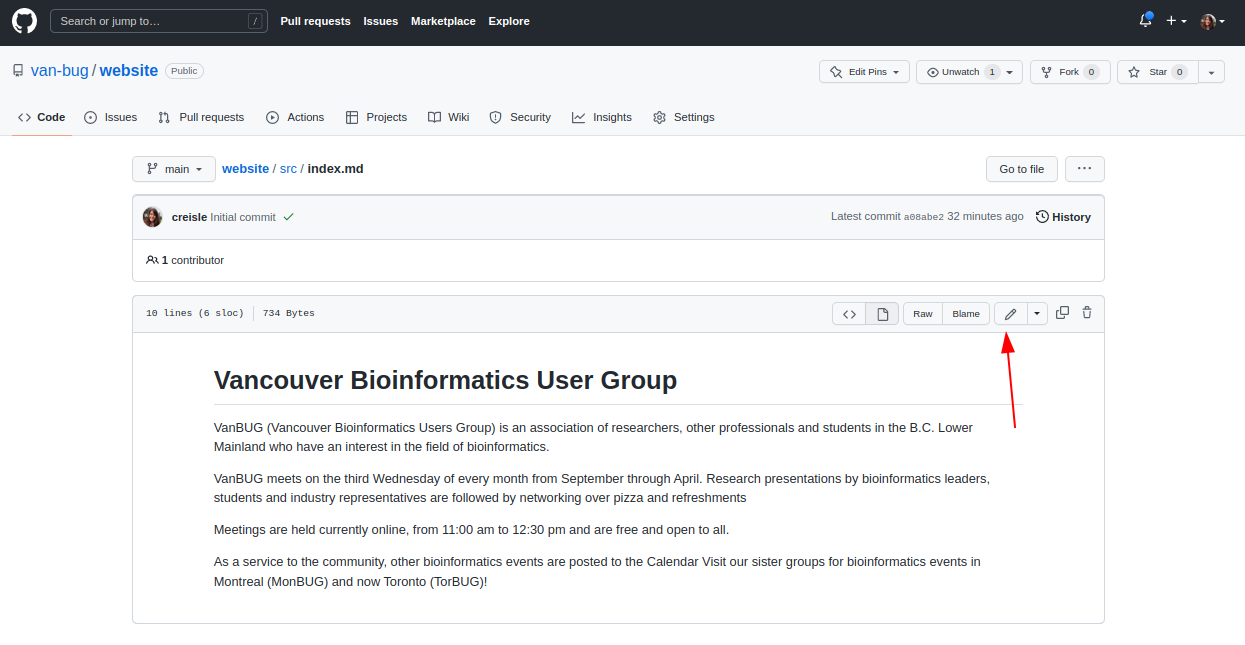 Search or jump to… /
Pull requests Issues Marketplace Explore
van-bug / website Public
Edit Pins Unwatch 1 Fork 0 Star 0
Code Issues Pull requests Actions Projects Wiki Security Insights Settings
main website / src / index.md Go to file ...
creisle Initial commit Latest commit a08abe2 32 minutes ago History
1 contributor
10 lines (6 sloc) 734 Bytes <> Raw Blame
Vancouver Bioinformatics User Group
VanBUG (Vancouver Bioinformatics Users Group) is an association of researchers, other professionals and students in the B.C. Lower
Mainland who have an interest in the field of bioinformatics.
VanBUG meets on the third Wednesday of every month from September through April. Research presentations by bioinformatics leaders,
students and industry representatives are followed by networking over pizza and refreshments
Meetings are held currently online, from 11:00 am to 12:30 pm and are free and open to all.
As a service to the community, other bioinformatics events are posted to the Calendar Visit our sister groups for bioinformatics events in
Montreal (MonBUG) and now Toronto (TorBUG)!